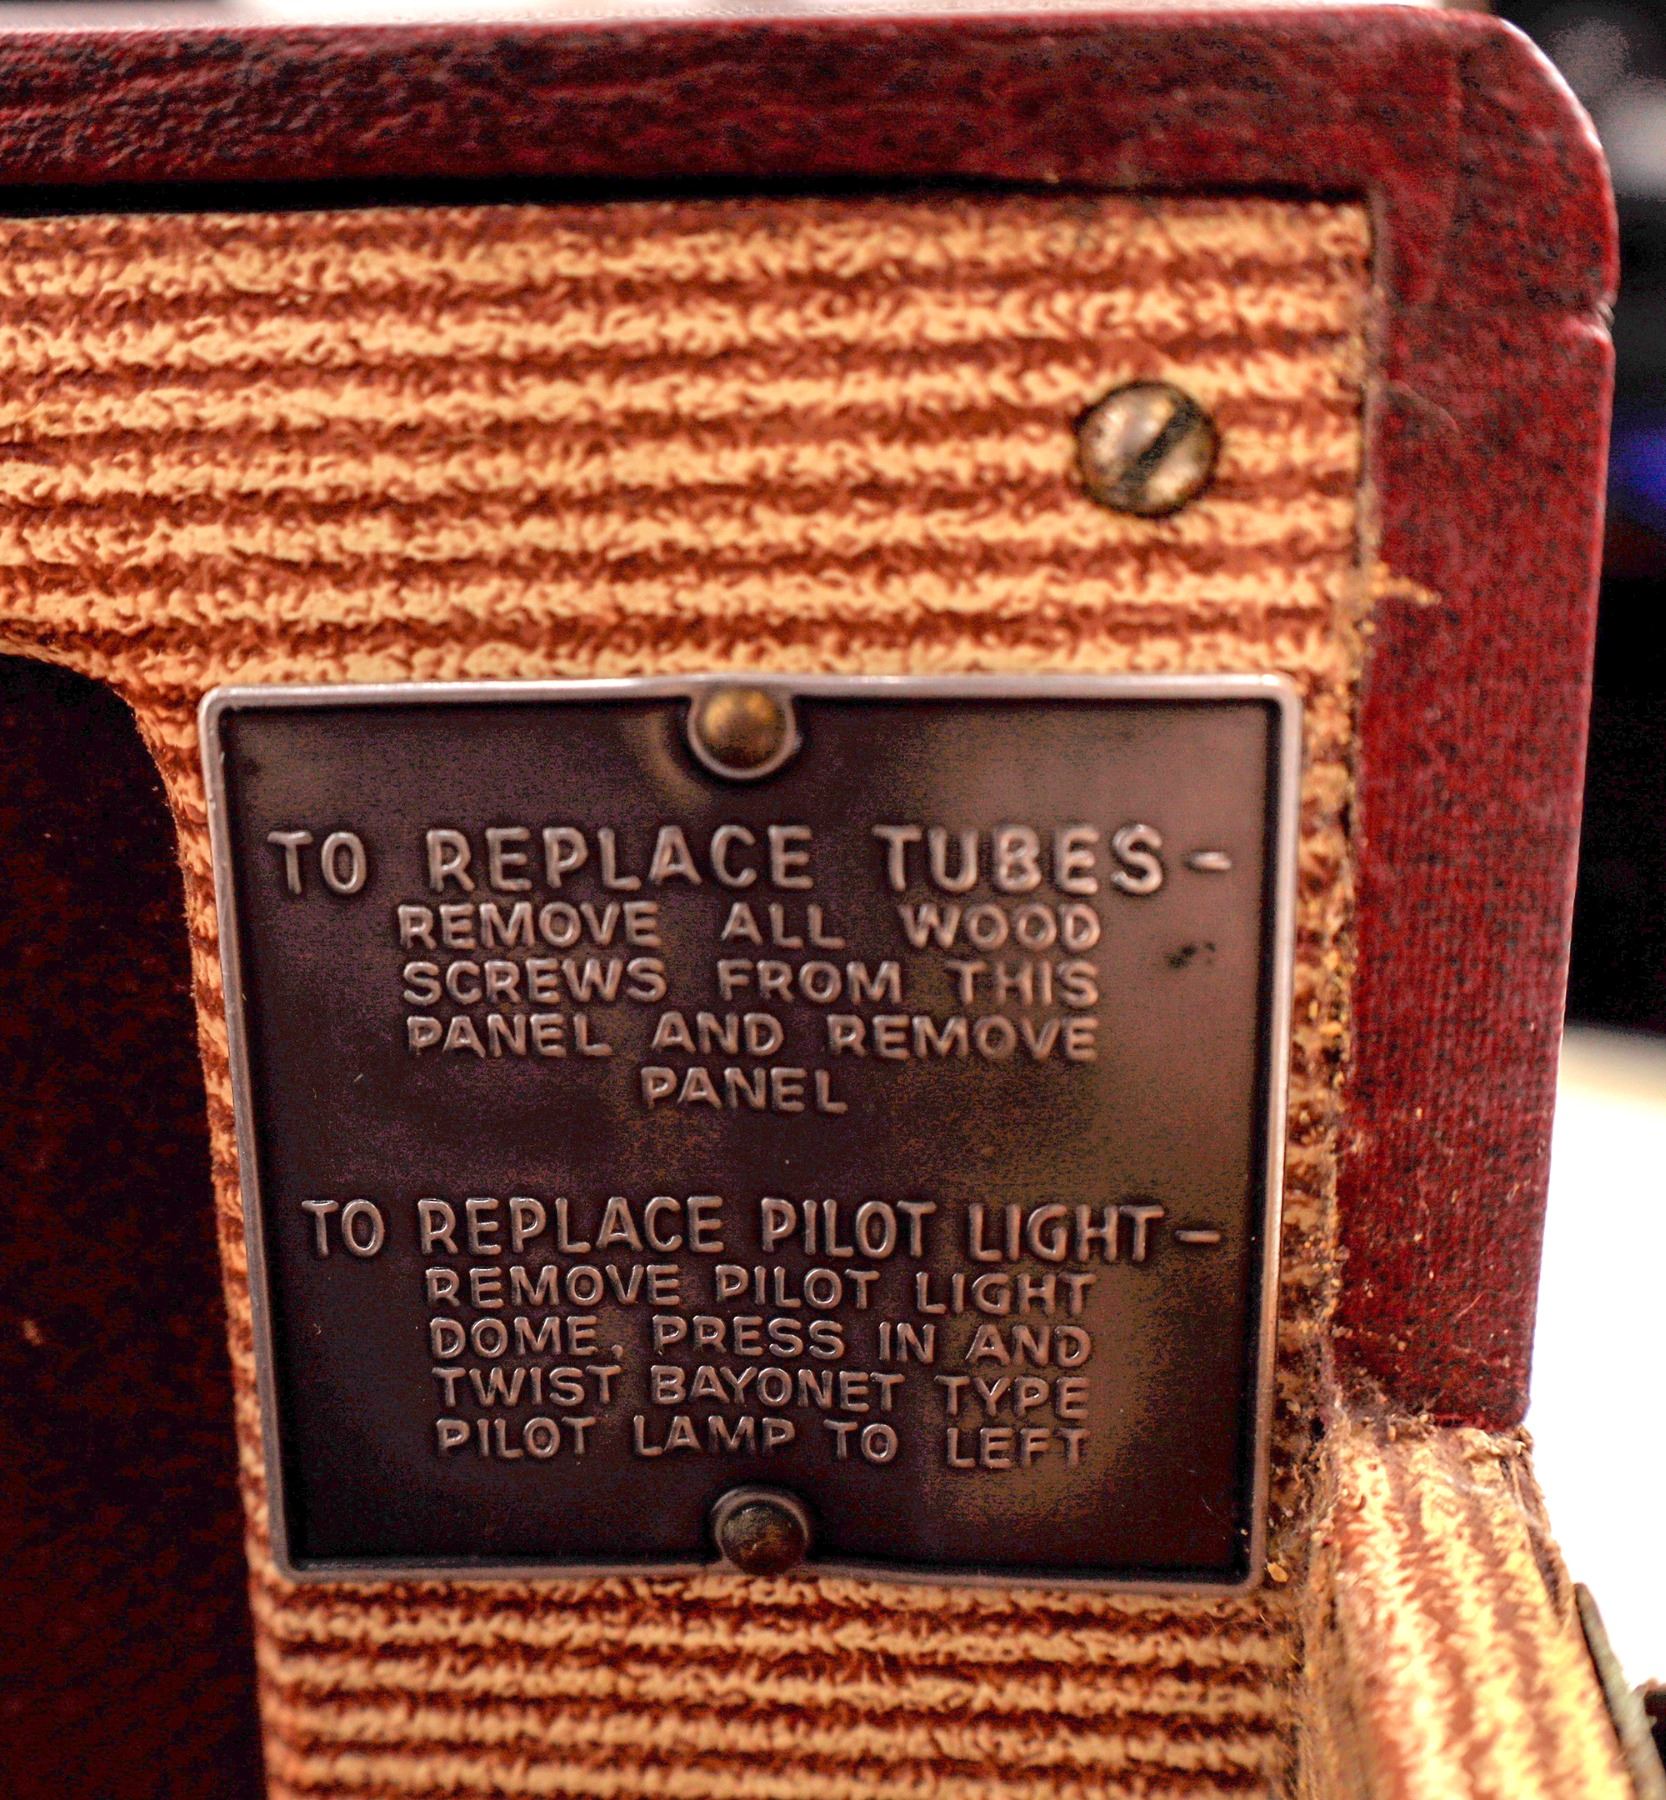 TO REPLACE TUBES-
REMOVE ALL WOOD
SCREWS FROM THIS
PANEL AND REMOVE
PANEL
TO REPLACE PILOT LIGHT-
REMOVE PILOT LIGHT
DOME, PRESS IN AND
TWIST BAYONET TYPE
PILOT LAMP TO LEFT